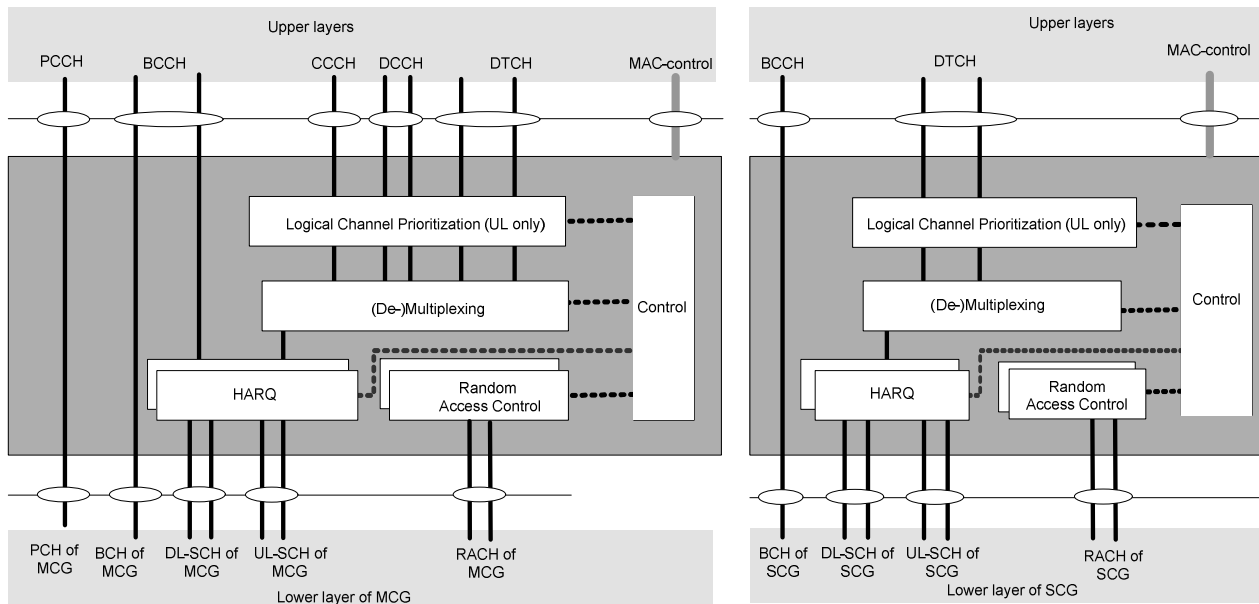 Upper layers
PCCH BCCH CCCH DCCH DTCH MAC-control
Logical Channel Prioritization (UL only)
(De-)Multiplexing
Control
HARQ
Random
Access Control
PCH of
MCG
BCH of
MCG
DL-SCH of
MCG
UL-SCH of
MCG
RACH of
MCG
Lower layer of MCG
Upper layers
BCCH DTCH MAC-control
Logical Channel Prioritization (UL only)
(De-)Multiplexing
Control
HARQ
Random
Access Control
BCH of
SCG
DL-SCH of
SCG
UL-SCH of
SCG
RACH of
SCG
Lower layer of SCG